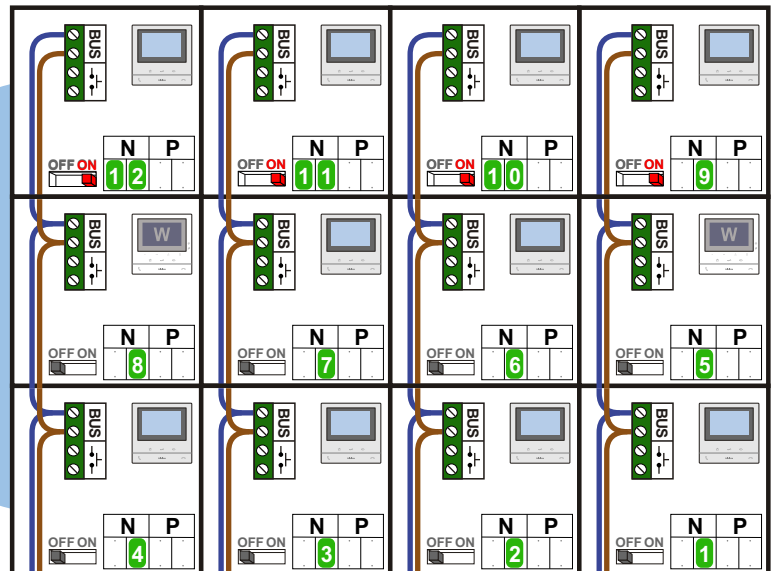 BUS BUS BUS BUS
N P N P N P N P
OFF ON 12 OFF ON 11 OFF ON 10 OFF ON 9
BUS W BUS BUS BUS W
N P N P N P N P
OFF ON 8 OFF ON 7 OFF ON 6 OFF ON 5
BUS BUS BUS BUS
N P N P N P N P
OFF ON 4 OFF ON 3 OFF ON 2 OFF ON 1